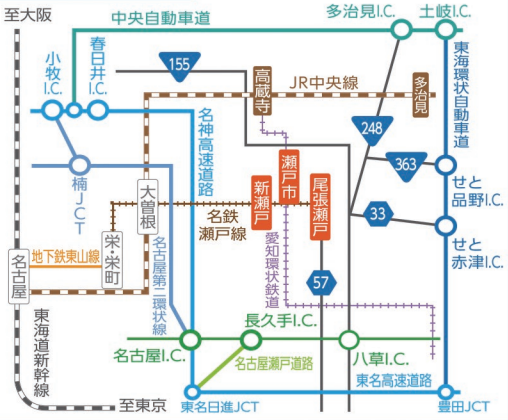 至大阪
中央自動車道
多治見I.C.
土岐I.C.
小牧I.C.
春日井I.C.
155
高蔵寺
JR中央線
多治見
東海環状自動車道
248
363
せと品野I.C.
33
せと赤津I.C.
名神高速道路
楠JCT
大曽根
新瀬戸
瀬戸市
尾張瀬戸
名鉄瀬戸線
栄・栄町
地下鉄東山線
名古屋
名古屋第二環状線
愛知環状鉄道
57
東海道新幹線
長久手I.C.
名古屋I.C.
名古屋瀬戸道路
八草I.C.
東名高速道路
至東京
東名日進JCT
豊田JCT